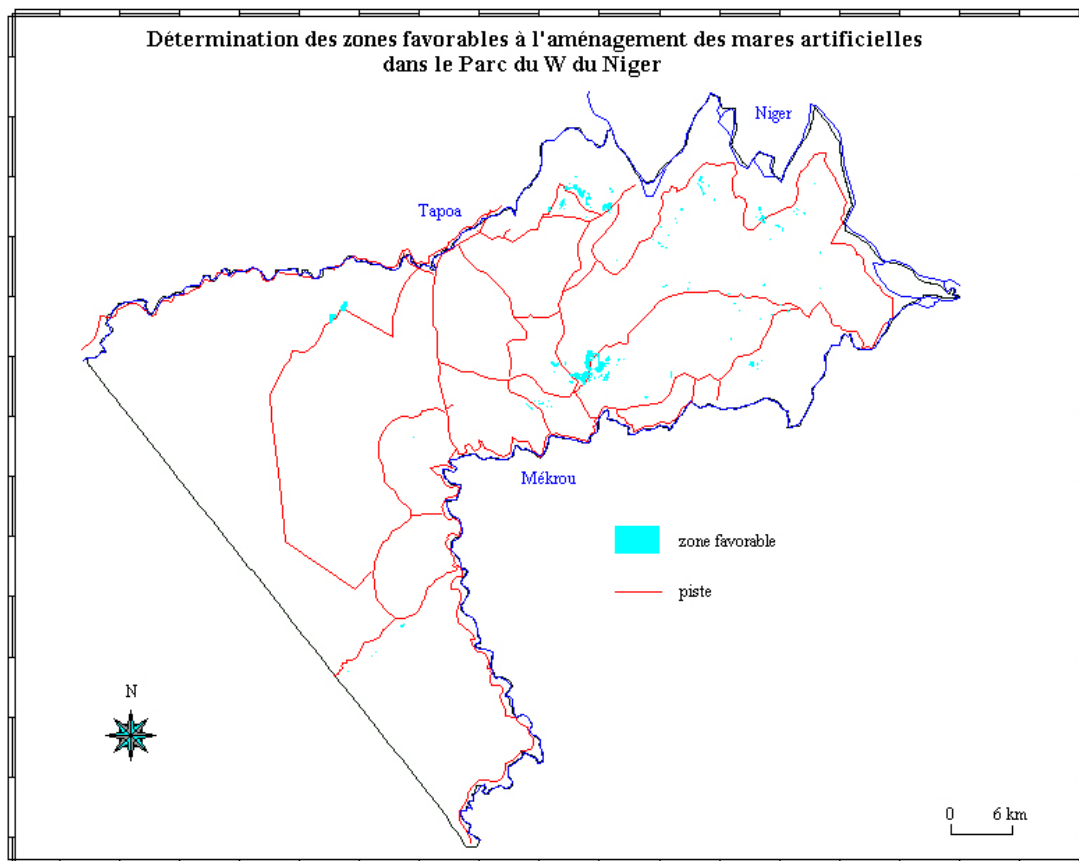 Détermination des zones favorables à l'aménagement des mares artificielles
dans le Parc du W du Niger
Niger
Tapoa
Mékrou
zone favorable
piste
N
0 6 km